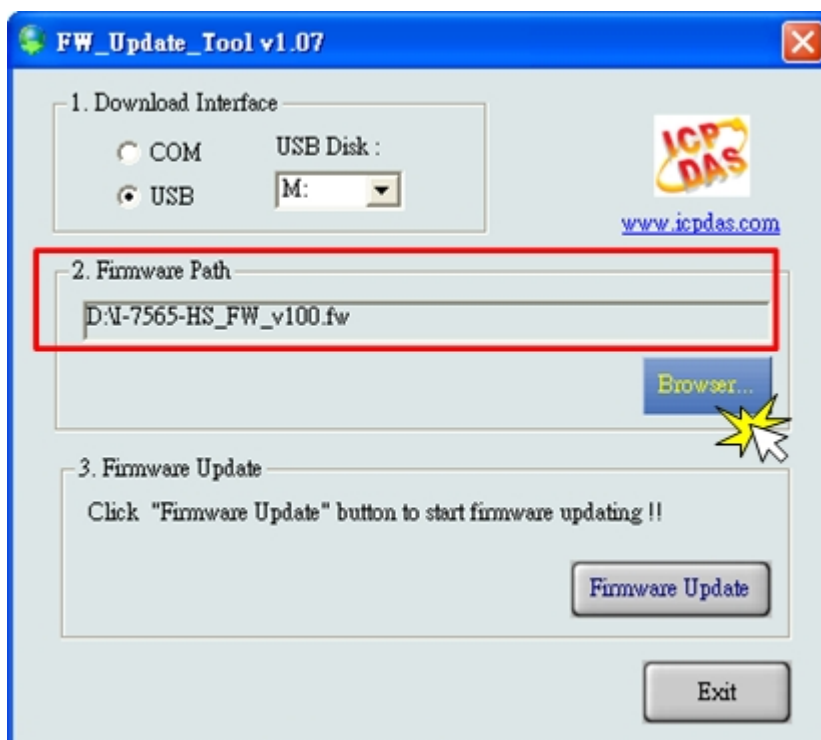 FW_Update_Tool v1.07
1. Download Interface
COM
USB Disk :
USB
M:
ICP
DAS
www.icpdas.com
2. Firmware Path
D:\I-7565-HS_FW_v100.fw
Browser...
3. Firmware Update
Click "Firmware Update" button to start firmware updating !!
Firmware Update
Exit